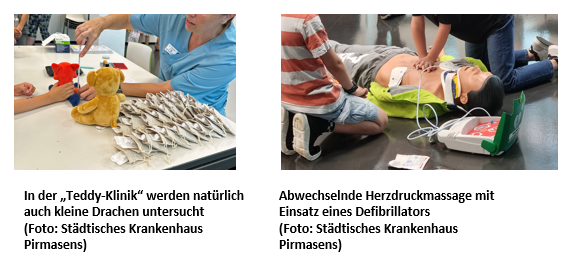 In der „Teddy-Klinik“ werden natürlich
auch kleine Drachen untersucht
(Foto: Städtisches Krankenhaus
Pirmasens)
Abwechselnde Herzdruckmassage mit
Einsatz eines Defibrillators
(Foto: Städtisches Krankenhaus
Pirmasens)